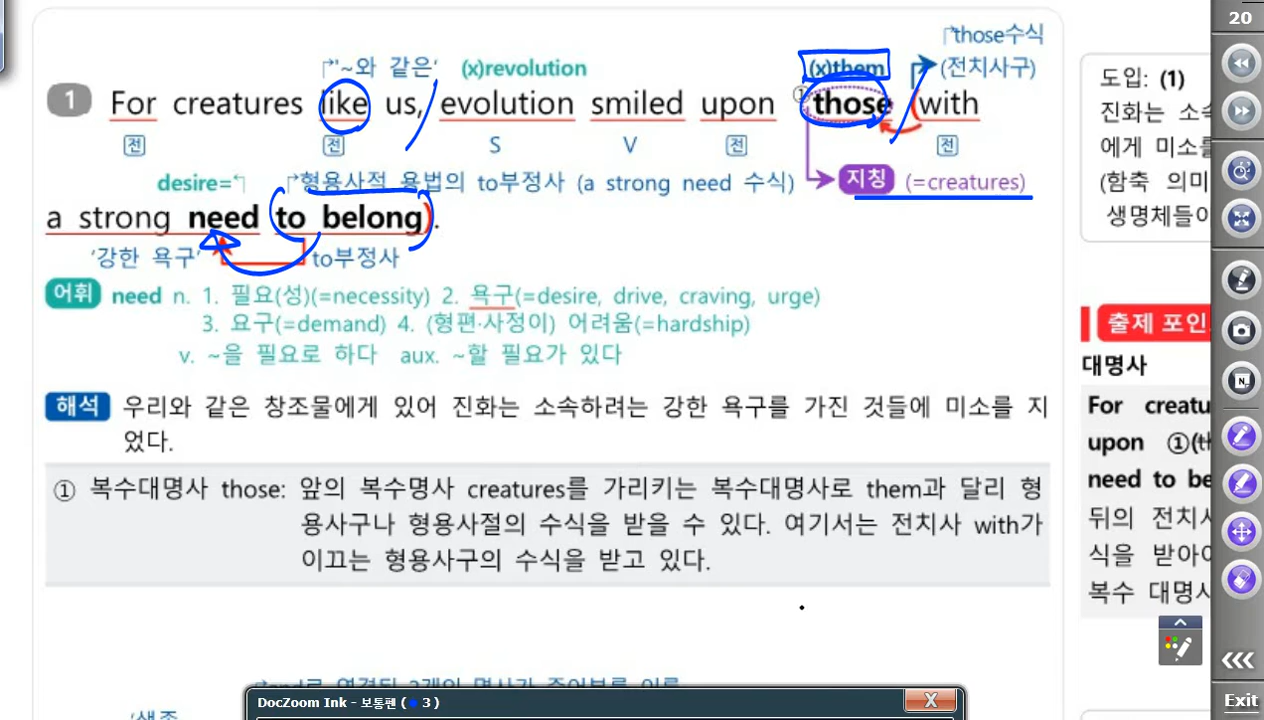 ┌those수식
┌'~와 같은' (x)revolution (x)them (전치사구)
1 For creatures like us, evolution smiled upon ①those (with
전 전 S V 전 전
desire=┐ ┌형용사적 용법의 to부정사 (a strong need 수식) 지칭 (=creatures)
a strong need to belong).
'강한 욕구' to부정사
어휘 need n. 1. 필요(성)(=necessity) 2. 욕구(=desire, drive, craving, urge)
3. 요구(=demand) 4. (형편·사정이) 어려움(=hardship)
v. ~을 필요로 하다 aux. ~할 필요가 있다
해석 우리와 같은 창조물에게 있어 진화는 소속하려는 강한 욕구를 가진 것들에 미소를 지
었다.
① 복수대명사 those: 앞의 복수명사 creatures를 가리키는 복수대명사로 them과 달리 형
용사구나 형용사절의 수식을 받을 수 있다. 여기서는 전치사 with가
이끄는 형용사구의 수식을 받고 있다.
도입: (1)
진화는 소속
에게 미소를
(함축 의미
생명체들이
출제 포인
대명사
For creatu
upon ①(th
need to be
뒤의 전치사
식을 받아야
복수 대명사
DocZoom Ink - 보통펜 ( 3 )
X
20
N
Exit